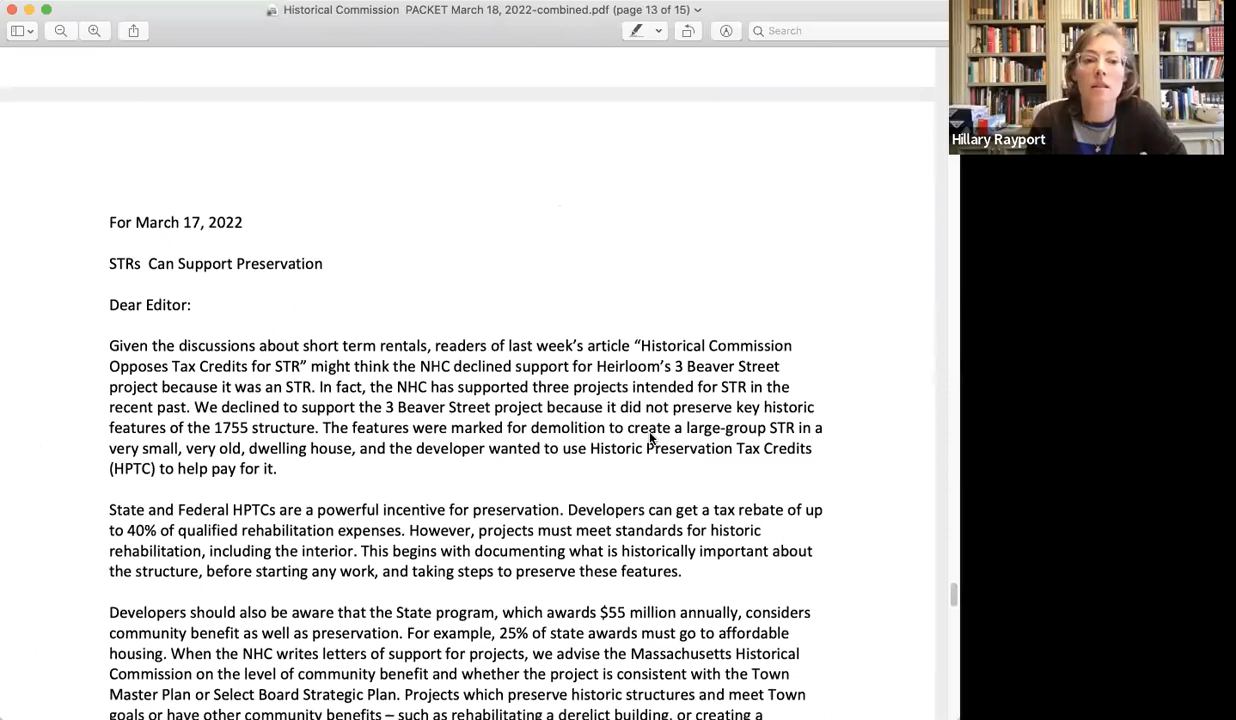 Historical Commission PACKET March 18, 2022-combined.pdf (page 13 of 15)
Search
Hillary Rayport
For March 17, 2022
STRs Can Support Preservation
Dear Editor:
Given the discussions about short term rentals, readers of last week's article “Historical Commission
Opposes Tax Credits for STR” might think the NHC declined support for Heirloom's 3 Beaver Street
project because it was an STR. In fact, the NHC has supported three projects intended for STR in the
recent past. We declined to support the 3 Beaver Street project because it did not preserve key historic
features of the 1755 structure. The features were marked for demolition to create a large-group STR in a
very small, very old, dwelling house, and the developer wanted to use Historic Preservation Tax Credits
(HPTC) to help pay for it.
State and Federal HPTCs are a powerful incentive for preservation. Developers can get a tax rebate of up
to 40% of qualified rehabilitation expenses. However, projects must meet standards for historic
rehabilitation, including the interior. This begins with documenting what is historically important about
the structure, before starting any work, and taking steps to preserve these features.
Developers should also be aware that the State program, which awards $55 million annually, considers
community benefit as well as preservation. For example, 25% of state awards must go to affordable
housing. When the NHC writes letters of support for projects, we advise the Massachusetts Historical
Commission on the level of community benefit and whether the project is consistent with the Town
Master Plan or Select Board Strategic Plan. Projects which preserve historic structures and meet Town
goals or have other community benefits – such as rehabilitating a derelict building, or creating a